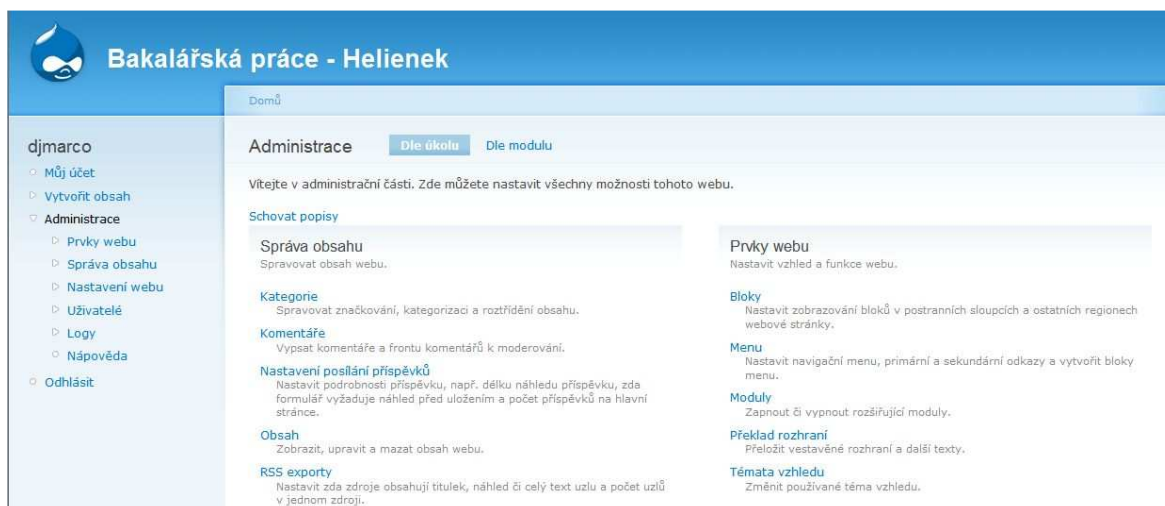 Bakalářská práce - Helienek
Domů
djmarco
Můj účet
Vytvořit obsah
Administrace
Prvky webu
Správa obsahu
Nastavení webu
Uživatelé
Logy
Nápověda
Odhlásit
Administrace
Dle úkolu
Dle modulu
Vítejte v administrační části. Zde můžete nastavit všechny možnosti tohoto webu.
Schovat popisy
Správa obsahu
Spravovat obsah webu.
Kategorie
Spravovat značkování, kategorizaci a roztřídění obsahu.
Komentáře
Vypsat komentáře a frontu komentářů k moderování.
Nastavení posílání příspěvků
Nastavit podrobnosti příspěvku, např. délku náhledu příspěvku, zda
formulář vyžaduje náhled před uložením a počet příspěvků na hlavní
stránce.
Obsah
Zobrazit, upravit a mazat obsah webu.
RSS exporty
Nastavit zda zdroje obsahují titulek, náhled či celý text uzlu a počet uzlů
v jednom zdroji.
Prvky webu
Nastavit vzhled a funkce webu.
Bloky
Nastavit zobrazování bloků v postranních sloupcích a ostatních regionech
webové stránky.
Menu
Nastavit navigační menu, primární a sekundární odkazy a vytvořit bloky
menu.
Moduly
Zapnout či vypnout rozšiřující moduly.
Překlad rozhraní
Přeložit vestavěné rozhraní a další texty.
Témata vzhledu
Změnit používané téma vzhledu.